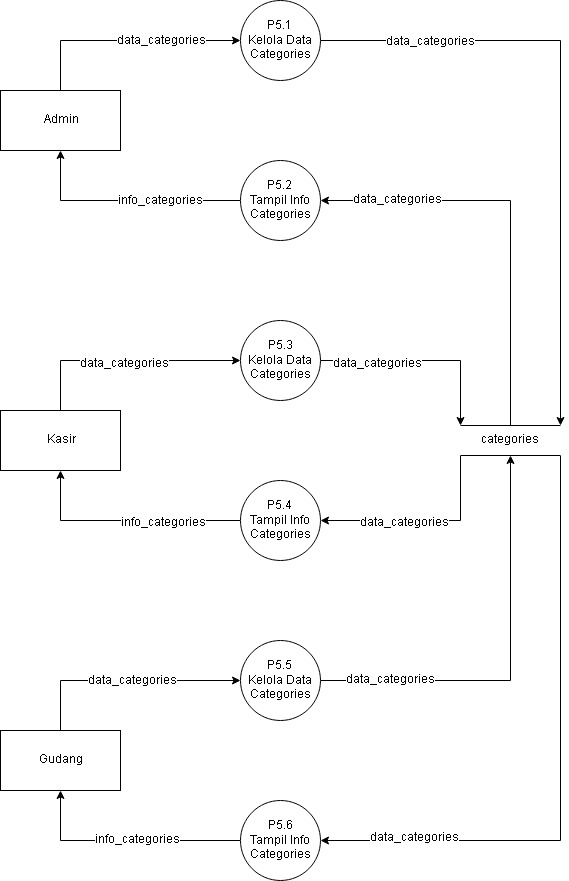 P5.1
Kelola Data
Categories
data_categories
data_categories
Admin
P5.2
Tampil Info
Categories
info_categories
data_categories
P5.3
Kelola Data
Categories
data_categories
data_categories
Kasir
categories
P5.4
Tampil Info
Categories
info_categories
data_categories
P5.5
Kelola Data
Categories
data_categories
data_categories
Gudang
P5.6
Tampil Info
Categories
info_categories
data_categories